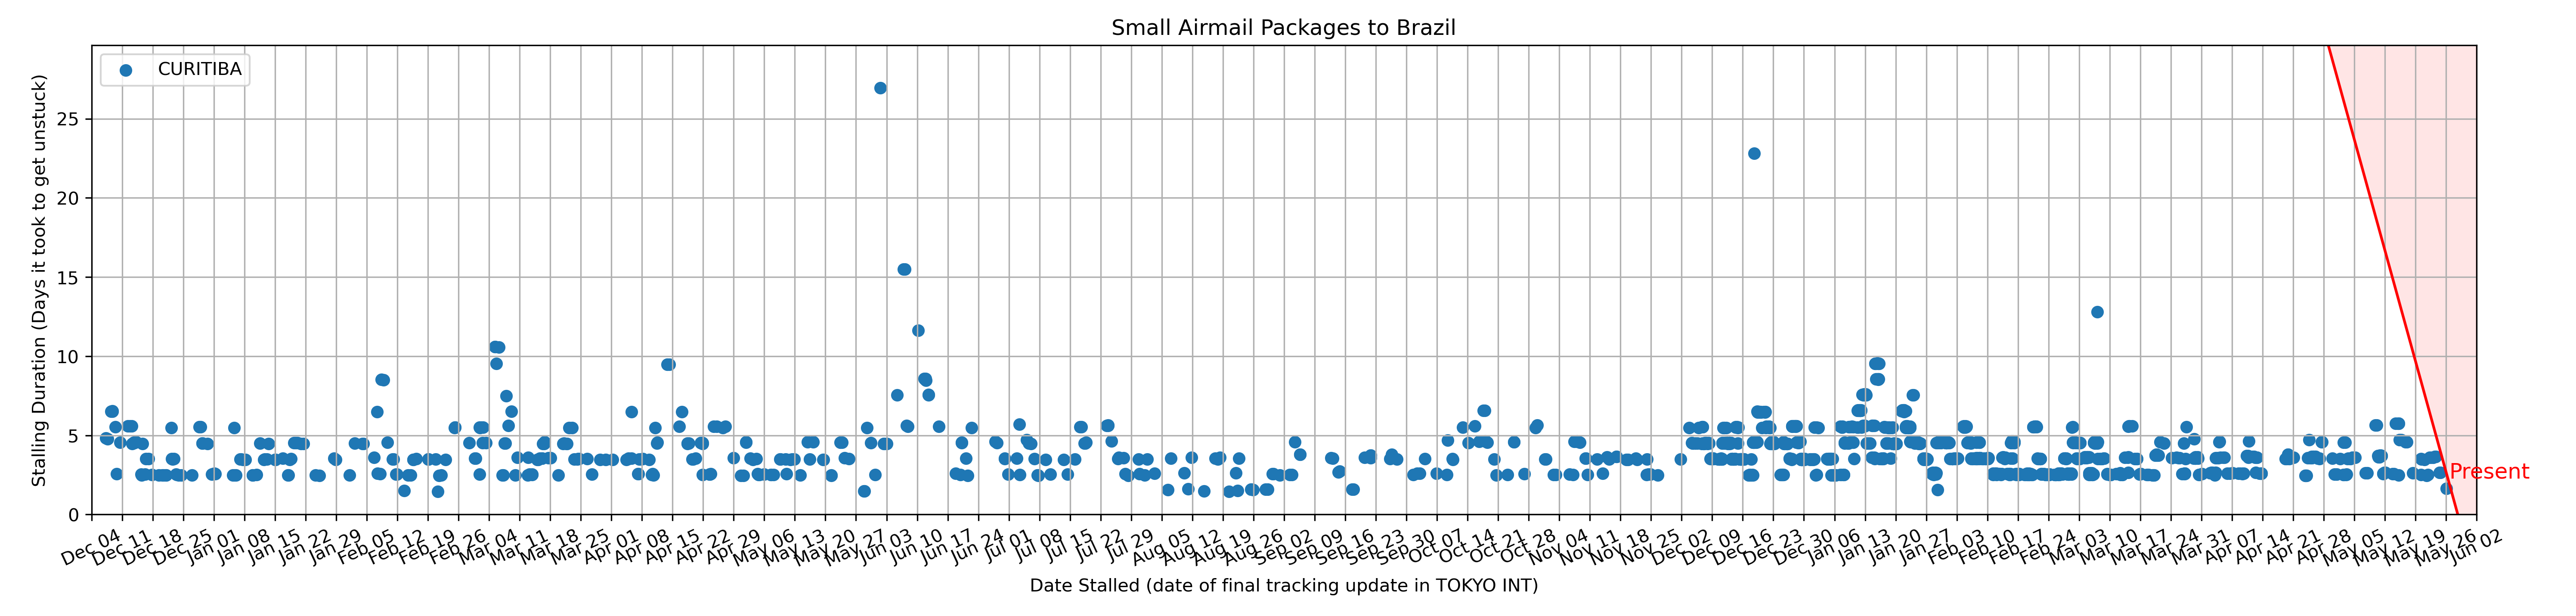 Small Airmail Packages to Brazil
CURITIBA
Stalling Duration (Days it took to get unstuck)
25
20
15
10
5
0
Present
Dec 04 Dec 11 Dec 18 Dec 25 Jan 01 Jan 08 Jan 15 Jan 22 Jan 29 Feb 05 Feb 12 Feb 19 Feb 26 Mar 04 Mar 11 Mar 18 Mar 25 Apr 01 Apr 08 Apr 15 Apr 22 Apr 29 May 06 May 13 May 20 May 27 Jun 03 Jun 10 Jun 17 Jun 24 Jul 01 Jul 08 Jul 15 Jul 22 Jul 29 Aug 05 Aug 12 Aug 19 Aug 26 Sep 02 Sep 09 Sep 16 Sep 23 Sep 30 Oct 07 Oct 14 Oct 21 Oct 28 Nov 04 Nov 11 Nov 18 Nov 25 Dec 02 Dec 09 Dec 16 Dec 23 Dec 30 Jan 06 Jan 13 Jan 20 Jan 27 Feb 03 Feb 10 Feb 17 Feb 24 Mar 03 Mar 10 Mar 17 Mar 24 Mar 31 Apr 07 Apr 14 Apr 21 Apr 28 May 05 May 12 May 19 May 26 Jun 02
Date Stalled (date of final tracking update in TOKYO INT)